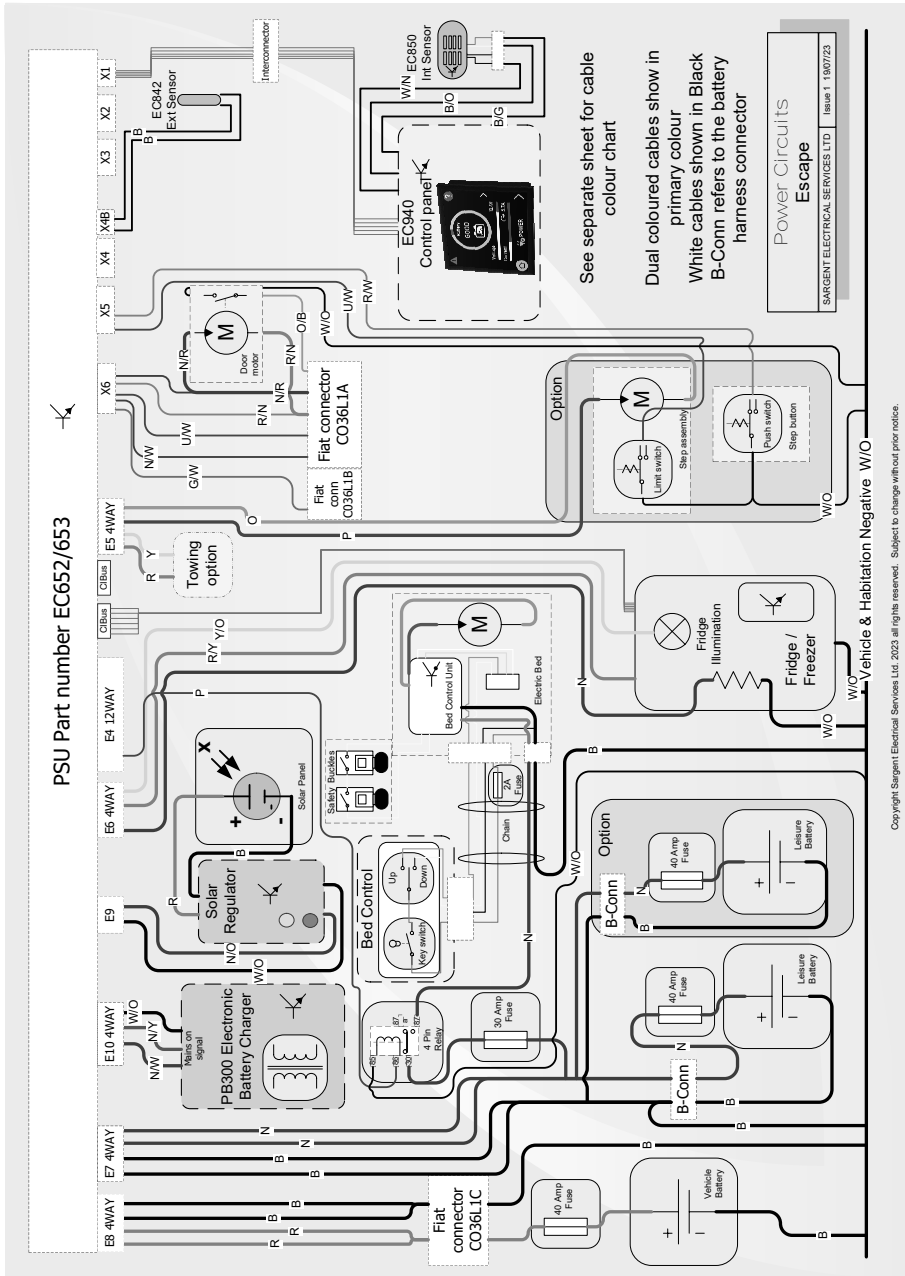 PSU Part number EC652/653
E8 4WAY
E7 4WAY
E10 4WAY
E9
E6 4WAY
E4 12WAY
CIBus
CIBus
E5 4WAY
X6
X5
X4
X4B
X3
X2
X1
R
R
B
B
B
B
N
N
N/W
N/Y
W/O
Mains on
signal
PB300 Electronic
Battery Charger
W/O
N/O
R
B
Solar
Regulator
+
-
X
Solar Panel
P
R/Y
Y/O
R
Y
Towing
option
P
O
G/W
N/W
U/W
R/N
N/R
N/R
R/N
O/B
M
Door
motor
W/O
U/W
R/W
Fiat
conn
C036L1B
Fiat connector
CO36L1A
B
B
EC842
Ext Sensor
Interconnector
EC850
Int Sensor
W/N
B/O
B/G
EC940
Control panel
Fiat
connector
CO36L1C
85
86
30
87
a
87
4 Pin
Relay
30 Amp
Fuse
Bed Control
Key switch
Up
Down
Safety Buckles
Chain
2A
Fuse
N
Bed Control Unit
M
Electric Bed
B
W/O
N
Fridge
Illumination
Fridge /
Freezer
W/O
W/O
Option
M
Limit switch
Step assembly
Push switch
Step button
W/O
See separate sheet for cable
colour chart
Dual coloured cables show in
primary colour
White cables shown in Black
B-Conn refers to the battery
harness connector
40 Amp
Fuse
+
–
Vehicle
Battery
B
B
B
B
B-Conn
N
40 Amp
Fuse
+
–
Leisure
Battery
Option
B-Conn
N
B
40 Amp
Fuse
+
–
Leisure
Battery
Vehicle & Habitation Negative W/O
Power Circuits
Escape
SARGENT ELECTRICAL SERVICES LTD
Issue 1 19/07/23
Copyright Sargent Electrical Services Ltd. 2023 all rights reserved. Subject to change without prior notice.